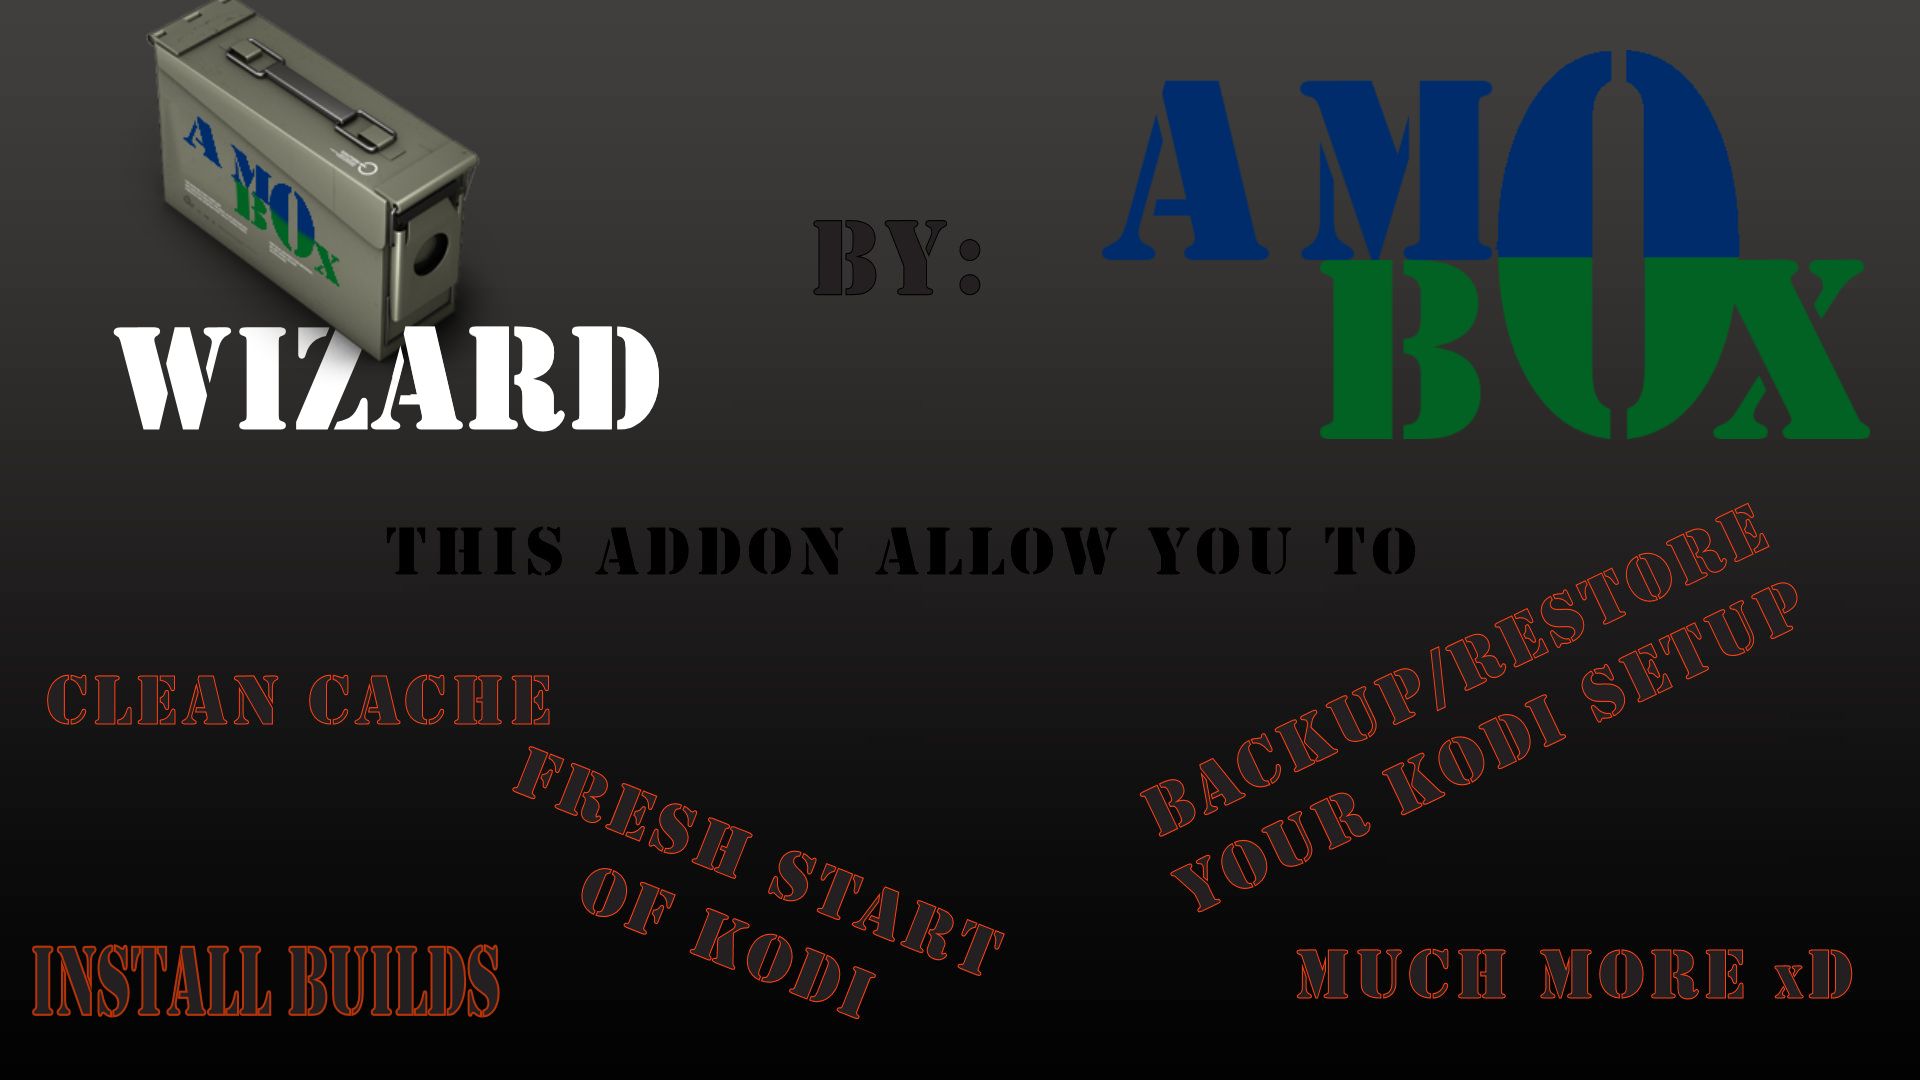 A MO
BOX
WIZARD
BY:
AMO
BOX
THIS ADDON ALLOW YOU TO
CLEAN CACHE
FRESH START
OF KODI
BACKUP/RESTORE
YOUR KODI SETUP
INSTALL BUILDS
MUCH MORE xD